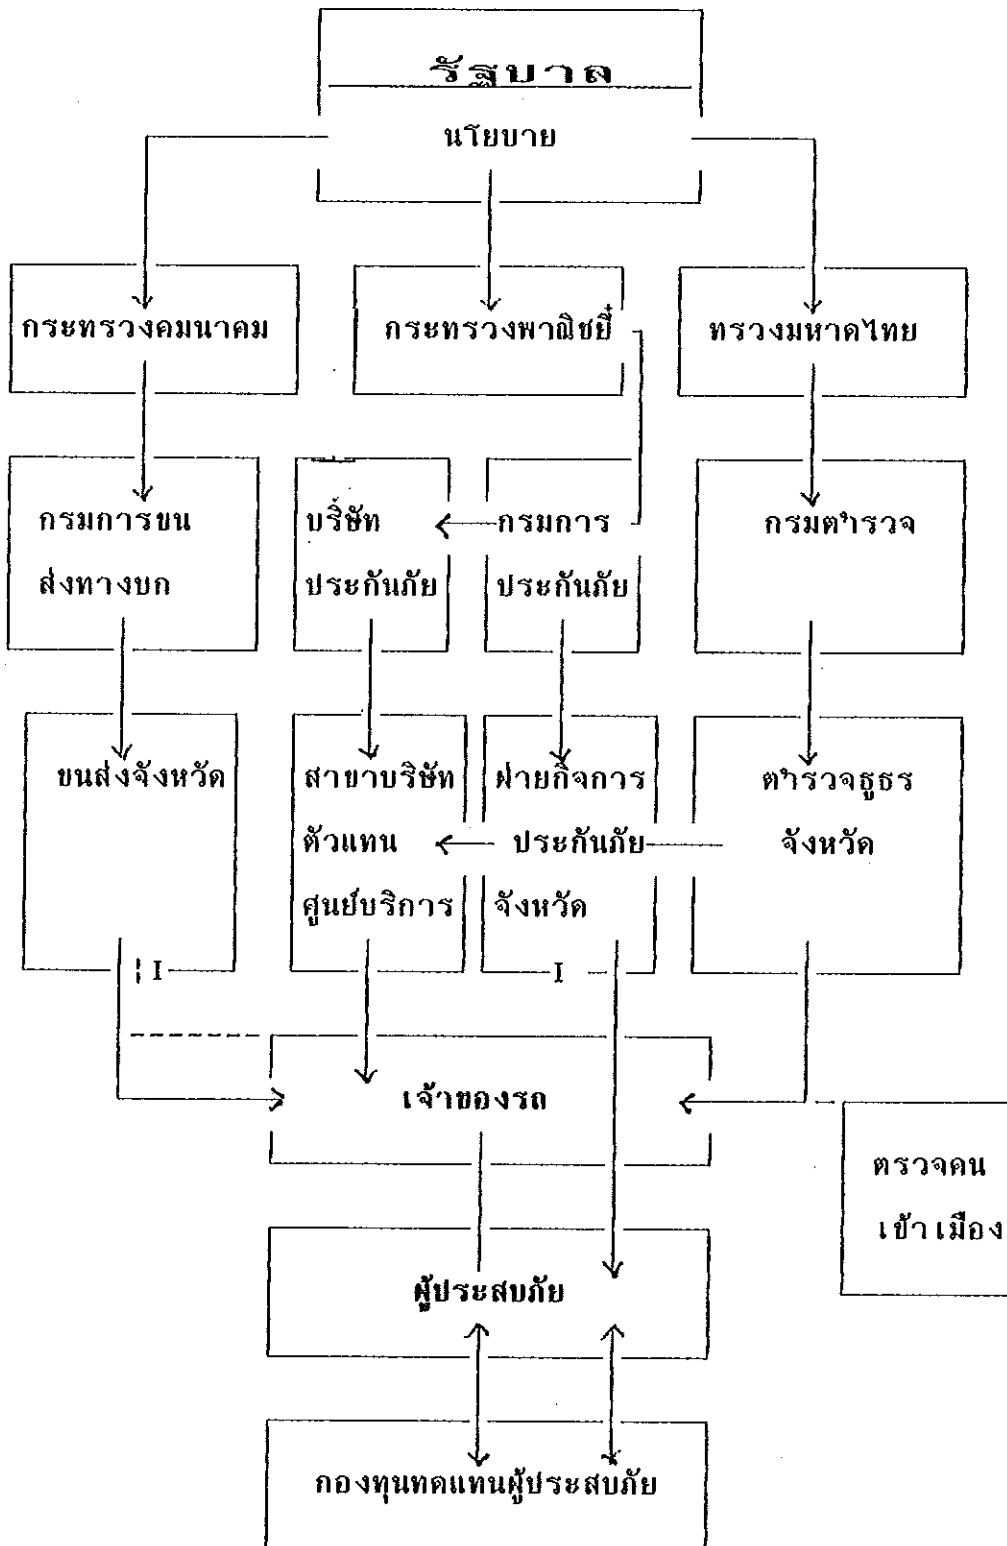 รัฐบาล
นโยบาย
กระทรวงคมนาคม
กระทรวงพาณิชยี์
ทรวงมหาดไทย
กรมการขน
ส่งทางบก
บริษัท
ประกันภัย
กรมการ
ประกันภัย
กรมตำรวจ
ขนส่งจังหวัด
สาขาบริษัท
ตัวแทน
ศูนย์บริการ
ฝ่ายกิจการ
ประกันภัย
จังหวัด
ตำรวจธูธร
จังหวัด
I
I
เจ้าของรถ
ตรวจคน
เข้าเมือง
ผู้ประสบภัย
กองทุนทดแทนผู้ประสบภัย